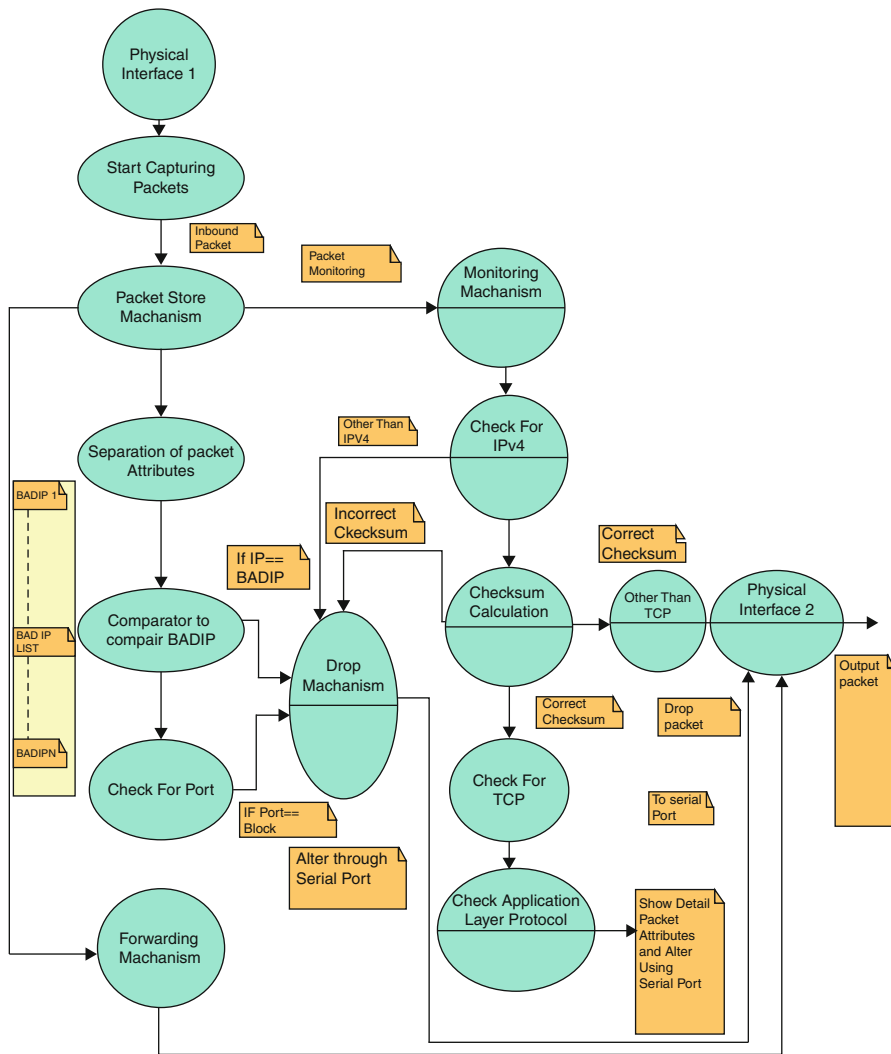 Physical
Interface 1
Start Capturing
Packets
Inbound
Packet
Packet
Monitoring
Monitoring
Machanism
Packet Store
Machanism
Other Than
IPV4
Check For
IPv4
Separation of packet
Attributes
BADIP 1
Incorrect
Ckecksum
Correct
Checksum
If IP==
BADIP
Checksum
Calculation
Other Than
TCP
Physical
Interface 2
Comparator to
compair BADIP
BAD IP
LIST
Drop
Machanism
Output
packet
Correct
Checksum
Drop
packet
BADIPN
Check For Port
Check For
TCP
IF Port==
Block
To serial
Port
Alter through
Serial Port
Check Application
Layer Protocol
Show Detail
Packet
Attributes
and Alter
Using
Serial Port
Forwarding
Machanism